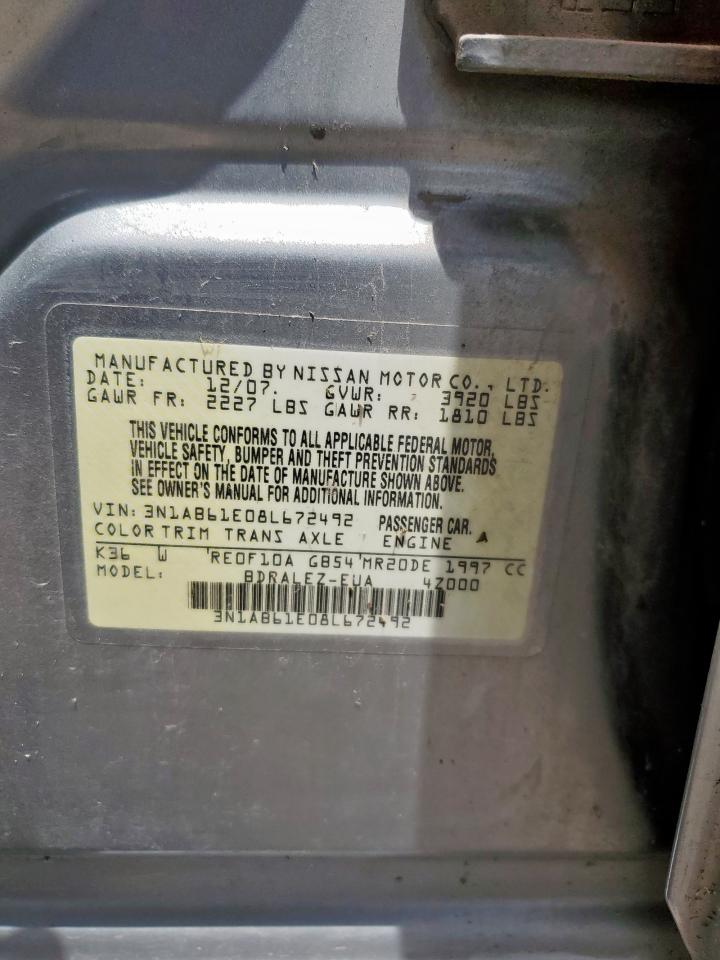 MANUFACTURED BY NISSAN MOTOR CO., LTD.
DATE: 12/07. GVWR: 3920 LBS
GAWR FR: 2227 LBS GAWR RR: 1810 LBS
THIS VEHICLE CONFORMS TO ALL APPLICABLE FEDERAL MOTOR,
VEHICLE SAFETY, BUMPER AND THEFT PREVENTION STANDARDS
IN EFFECT ON THE DATE OF MANUFACTURE SHOWN ABOVE.
SEE OWNER'S MANUAL FOR ADDITIONAL INFORMATION.
VIN: 3N1AB61E08L672492 PASSENGER CAR.
COLOR TRIM TRANS AXLE ENGINE
K36 W RE0F10A GB54 MR20DE 1997 CC
MODEL: BDRALEZ-EUA 4Z000
3N1AB61E08L672492